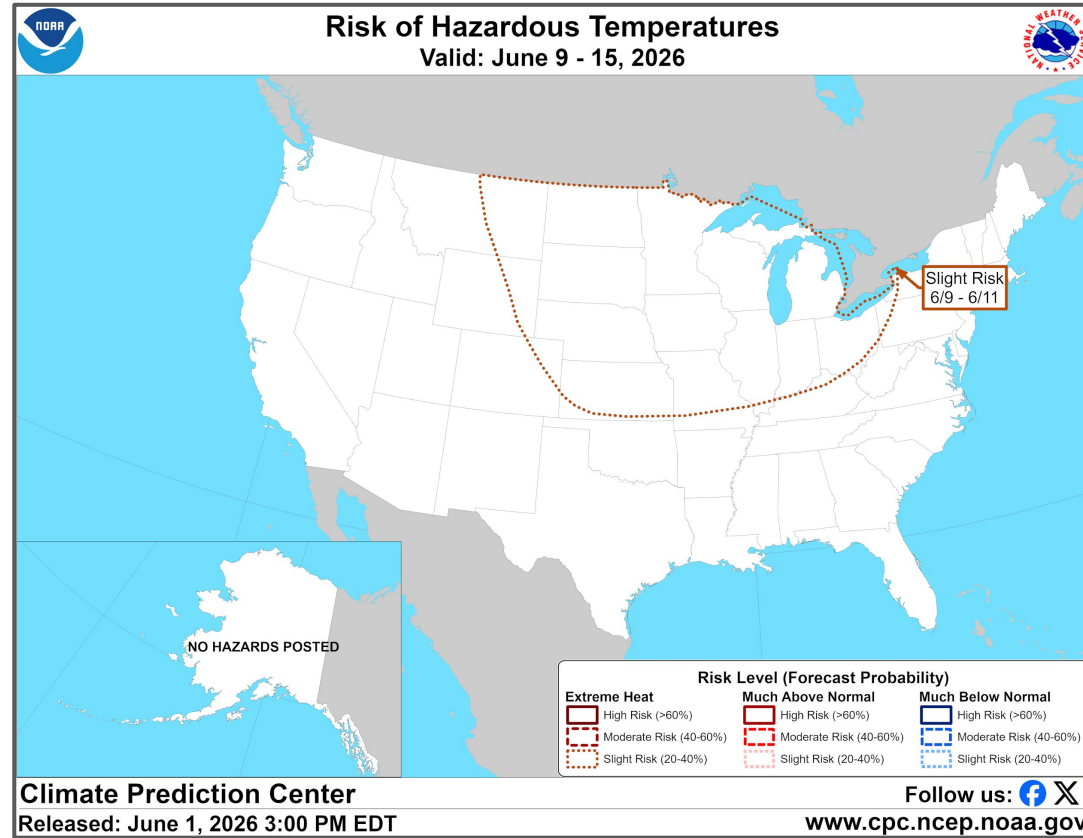 NOAA
Risk of Hazardous Temperatures
Valid: June 9 - 15, 2026
NATIONAL WEATHER SERVICE
Slight Risk
6/9 - 6/11
NO HAZARDS POSTED
Risk Level (Forecast Probability)
Extreme Heat
High Risk (>60%)
Moderate Risk (40-60%)
Slight Risk (20-40%)
Much Above Normal
High Risk (>60%)
Moderate Risk (40-60%)
Slight Risk (20-40%)
Much Below Normal
High Risk (>60%)
Moderate Risk (40-60%)
Slight Risk (20-40%)
Climate Prediction Center
Follow us:
Released: June 1, 2026 3:00 PM EDT
www.cpc.ncep.noaa.gov